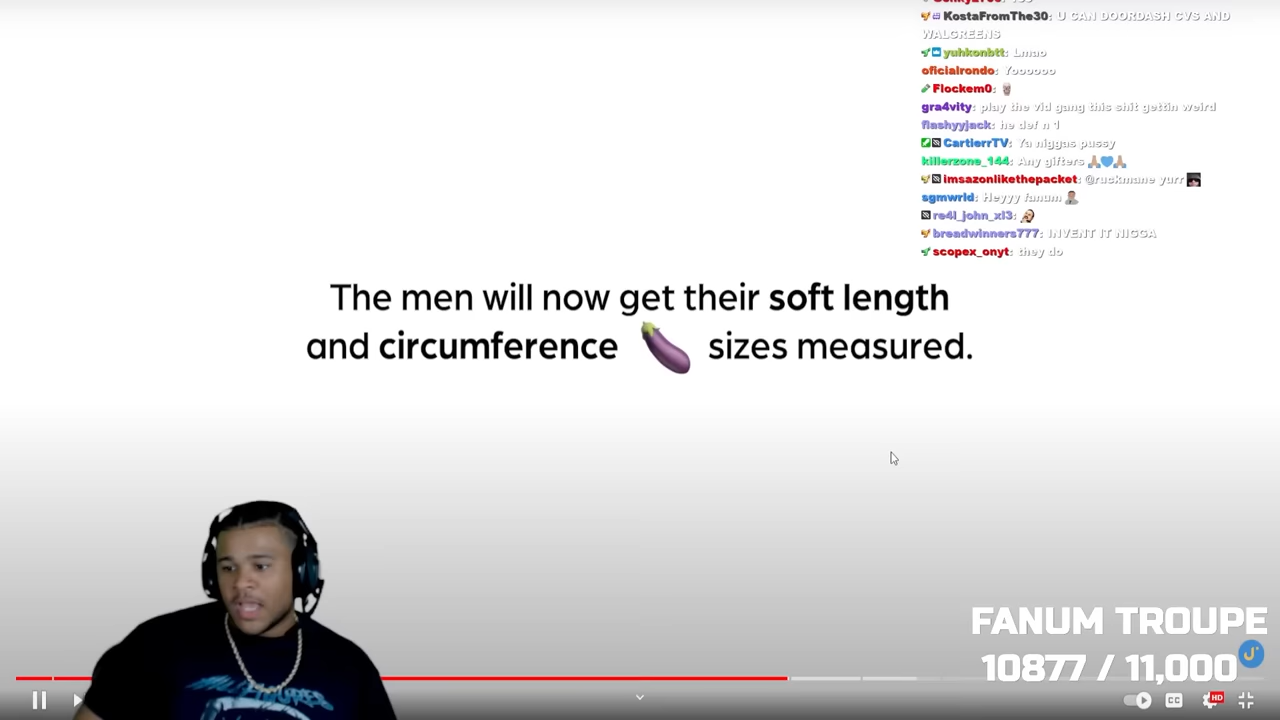 KostaFromThe30: U CAN DOORDASH CVS AND
WALGREENS
yuhkonbtt: Lmao
oficialrondo: Yoooooo
Flockem0:
gra4vity: play the vid gang this shit gettin weird
flashyyjack: he def n 1
CartierrTV: Ya niggas pussy
killerzone_144: Any gifters
imsazonlikethepacket: @ruckmane yurr
sgmwrld: Heyyy fanum
re4l_john_xl3:
breadwinners777: INVENT IT NIGGA
scopex_onyt: they do
The men will now get their soft length
and circumference sizes measured.
FANUM TROUPE
10877 / 11,000
CC
HD